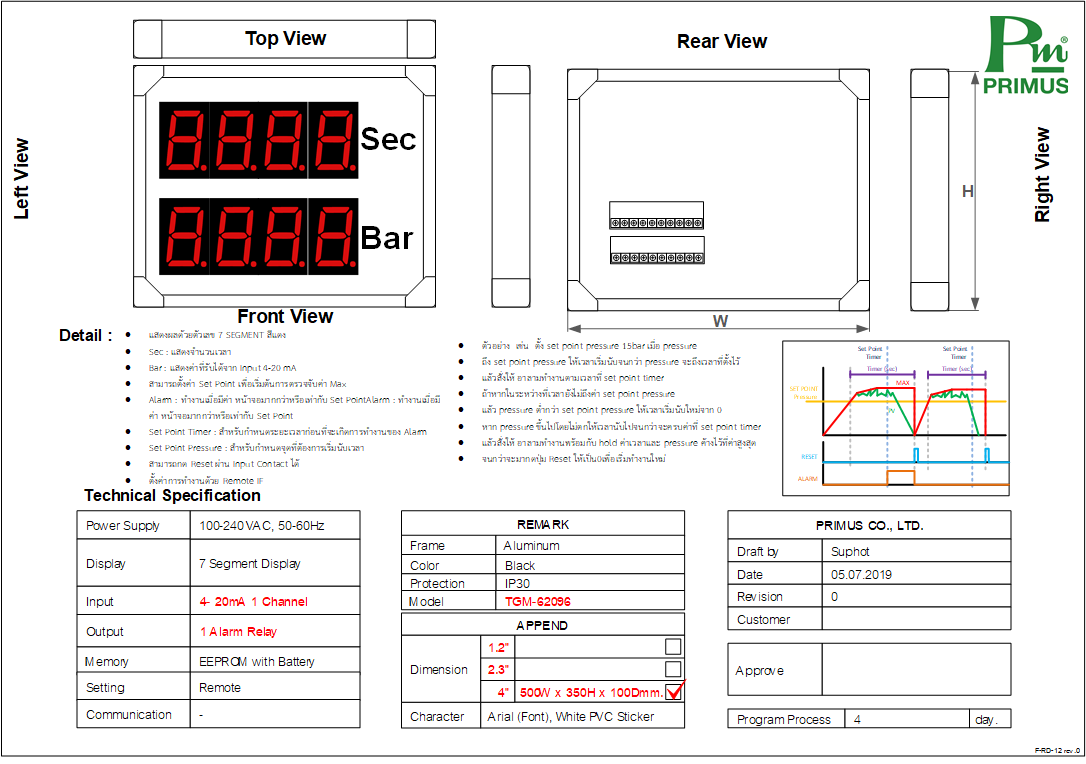 Top View
Rear View
Pm®
PRIMUS
Left View
Right View
8.8.8.8. Sec
8.8.8.8. Bar
H
W
Front View
Detail :
• แสดงผลด้วยตัวเลข 7 SEGMENT สีแดง
• Sec : แสดงจำนวนเวลา
• Bar : แสดงค่าที่รับได้จาก Input 4-20 mA
• สามารถตั้งค่า Set Point เพื่อเริ่มต้นการตรวจจับค่า Max
• Alarm : ทำงานเมื่อมีค่า หน้าจอมากกว่าหรือเท่ากับ Set PointAlarm : ทำงานเมื่อมี
ค่า หน้าจอมากกว่าหรือเท่ากับ Set Point
• Set Point Timer : สำหรับกำหนดระยะเวลาก่อนที่จะเกิดการทำงานของ Alarm
• Set Point Pressure : สำหรับกำหนดจุดที่ต้องการเริ่มนับเวลา
• สามารถกด Reset ผ่าน Input Contact ได้
• ตั้งค่าการทำงานด้วย Remote IF
• ตัวอย่าง เช่น ตั้ง set point pressure 15bar เมื่อ pressure
• ถึง set point pressure ให้เวลาเริ่มนับจนกว่า pressure จะถึงเวลาที่ตั้งไว้
• แล้วสั่งให้ อาลามทำงานตามเวลาที่ set point timer
• ถ้าหากในระหว่างที่เวลายังไม่ถึงค่า set point pressure
• แล้ว pressure ต่ำกว่า set point pressure ให้เวลาเริ่มนับใหม่จาก 0
• หาก pressure ขึ้นไปโดยไม่ตกให้เวลานับไปจนกว่าจะครบค่าที่ set point timer
• แล้วสั่งให้ อาลามทำงานพร้อมกับ hold ค่าเวลาและ pressure ค้างไว้ที่ค่าสูงสุด
• จนกว่าจะมากดปุ่ม Reset ให้เป็น0เพื่อเริ่มทำงานใหม่
Set Point
Timer
Set Point
Timer
Timer (sec)
Timer (sec)
MAX
SET POINT
Pressure
PV
RESET
ALARM
Technical Specification
Power Supply 100-240VAC, 50-60Hz
Display 7 Segment Display
Input 4- 20mA 1 Channel
Output 1 Alarm Relay
Memory EEPROM with Battery
Setting Remote
Communication -
REMARK
Frame Aluminum
Color Black
Protection IP30
Model TGM-62096
APPEND
Dimension
1.2"
2.3"
4" 500W x 350H x 100Dmm.
Character Arial (Font), White PVC Sticker
PRIMUS CO., LTD.
Draft by Suphot
Date 05.07.2019
Revision 0
Customer
Approve
Program Process 4 day.
F-RD-12 rev.0